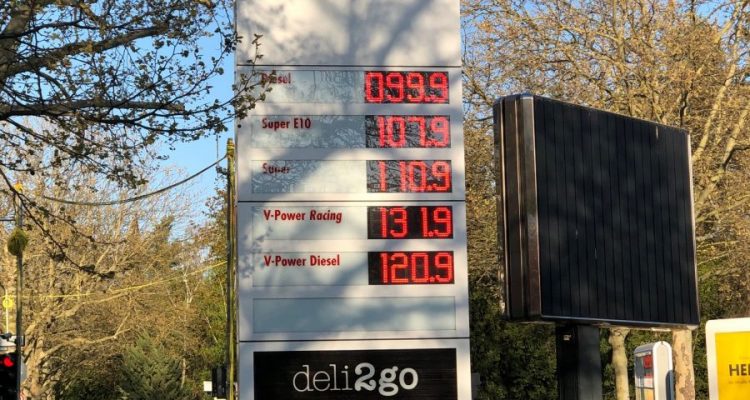 Diesel 099.9
Super E10 107.9
Super 110.9
V-Power Racing 131.9
V-Power Diesel 120.9
deli2go